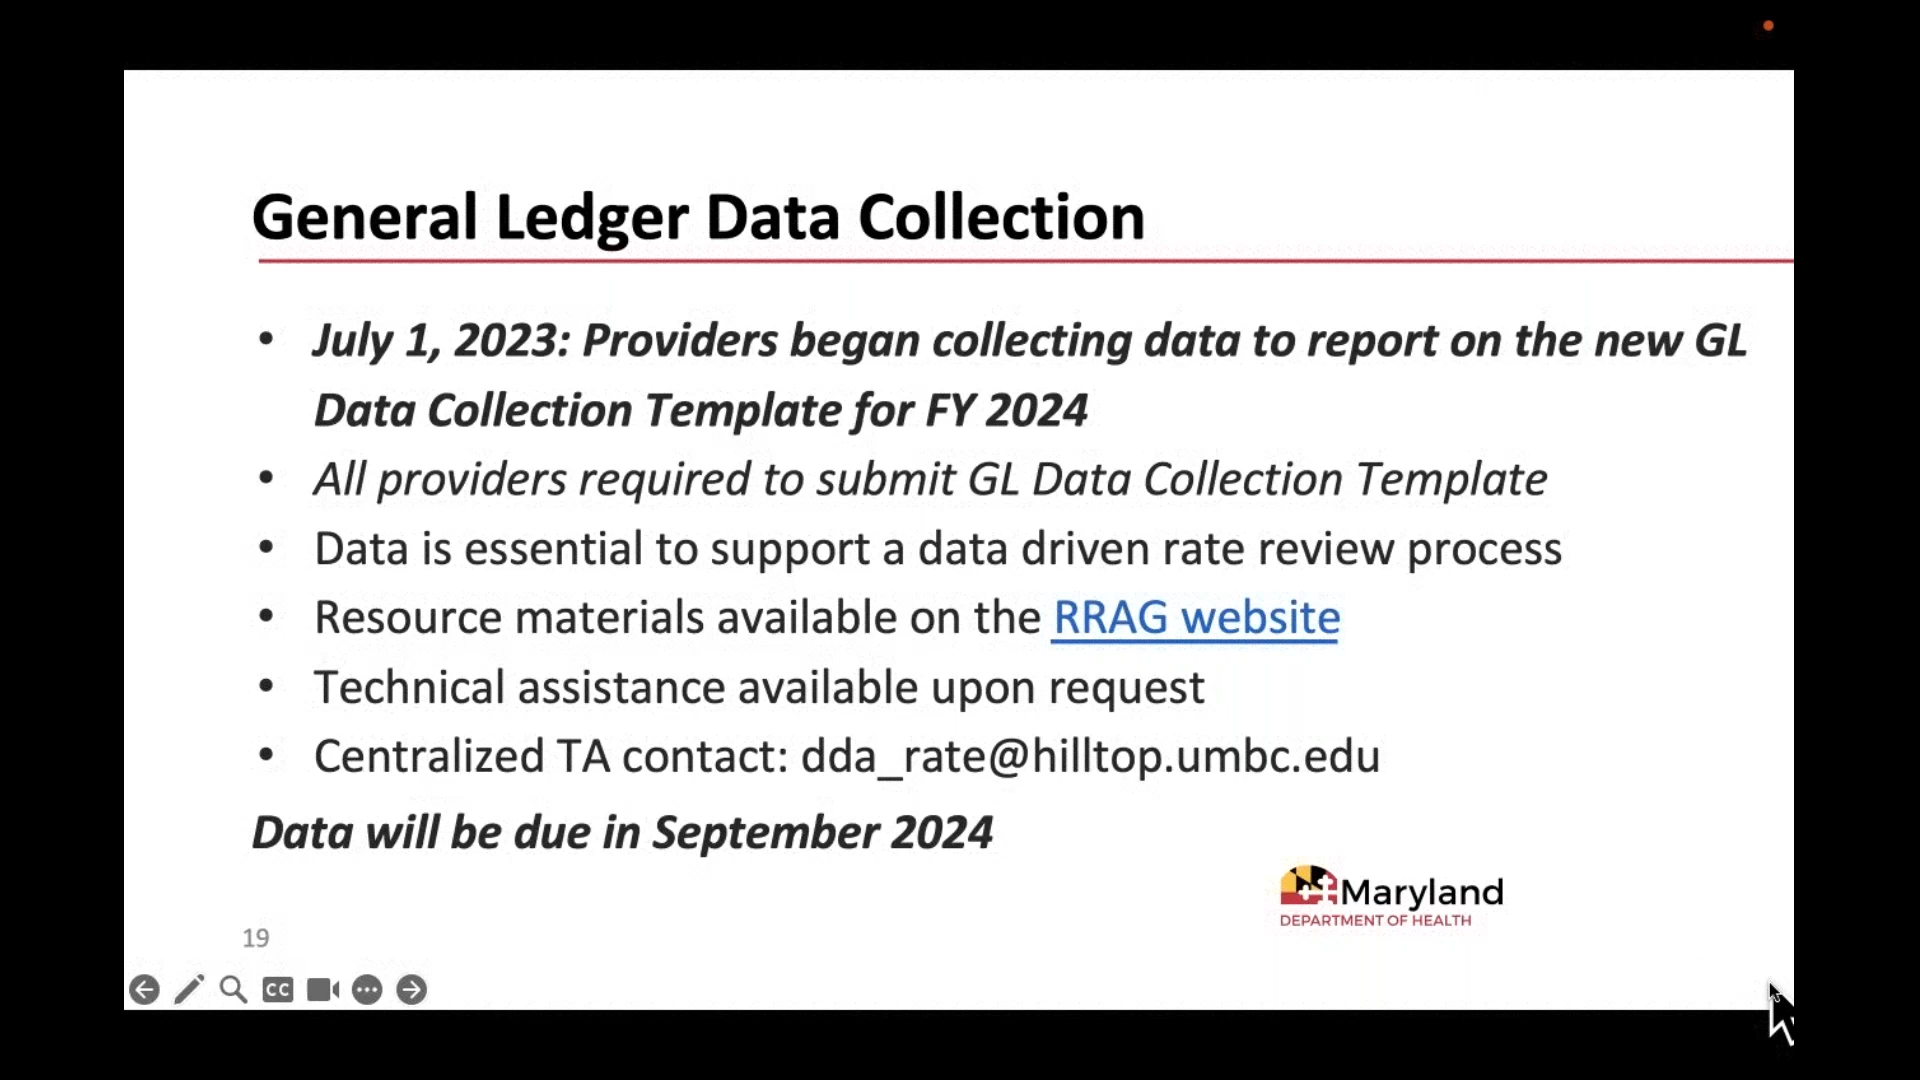 General Ledger Data Collection
• July 1, 2023: Providers began collecting data to report on the new GL
Data Collection Template for FY 2024
• All providers required to submit GL Data Collection Template
• Data is essential to support a data driven rate review process
• Resource materials available on the RRAG website
• Technical assistance available upon request
• Centralized TA contact: dda_rate@hilltop.umbc.edu
Data will be due in September 2024
Maryland
DEPARTMENT OF HEALTH
19
CC